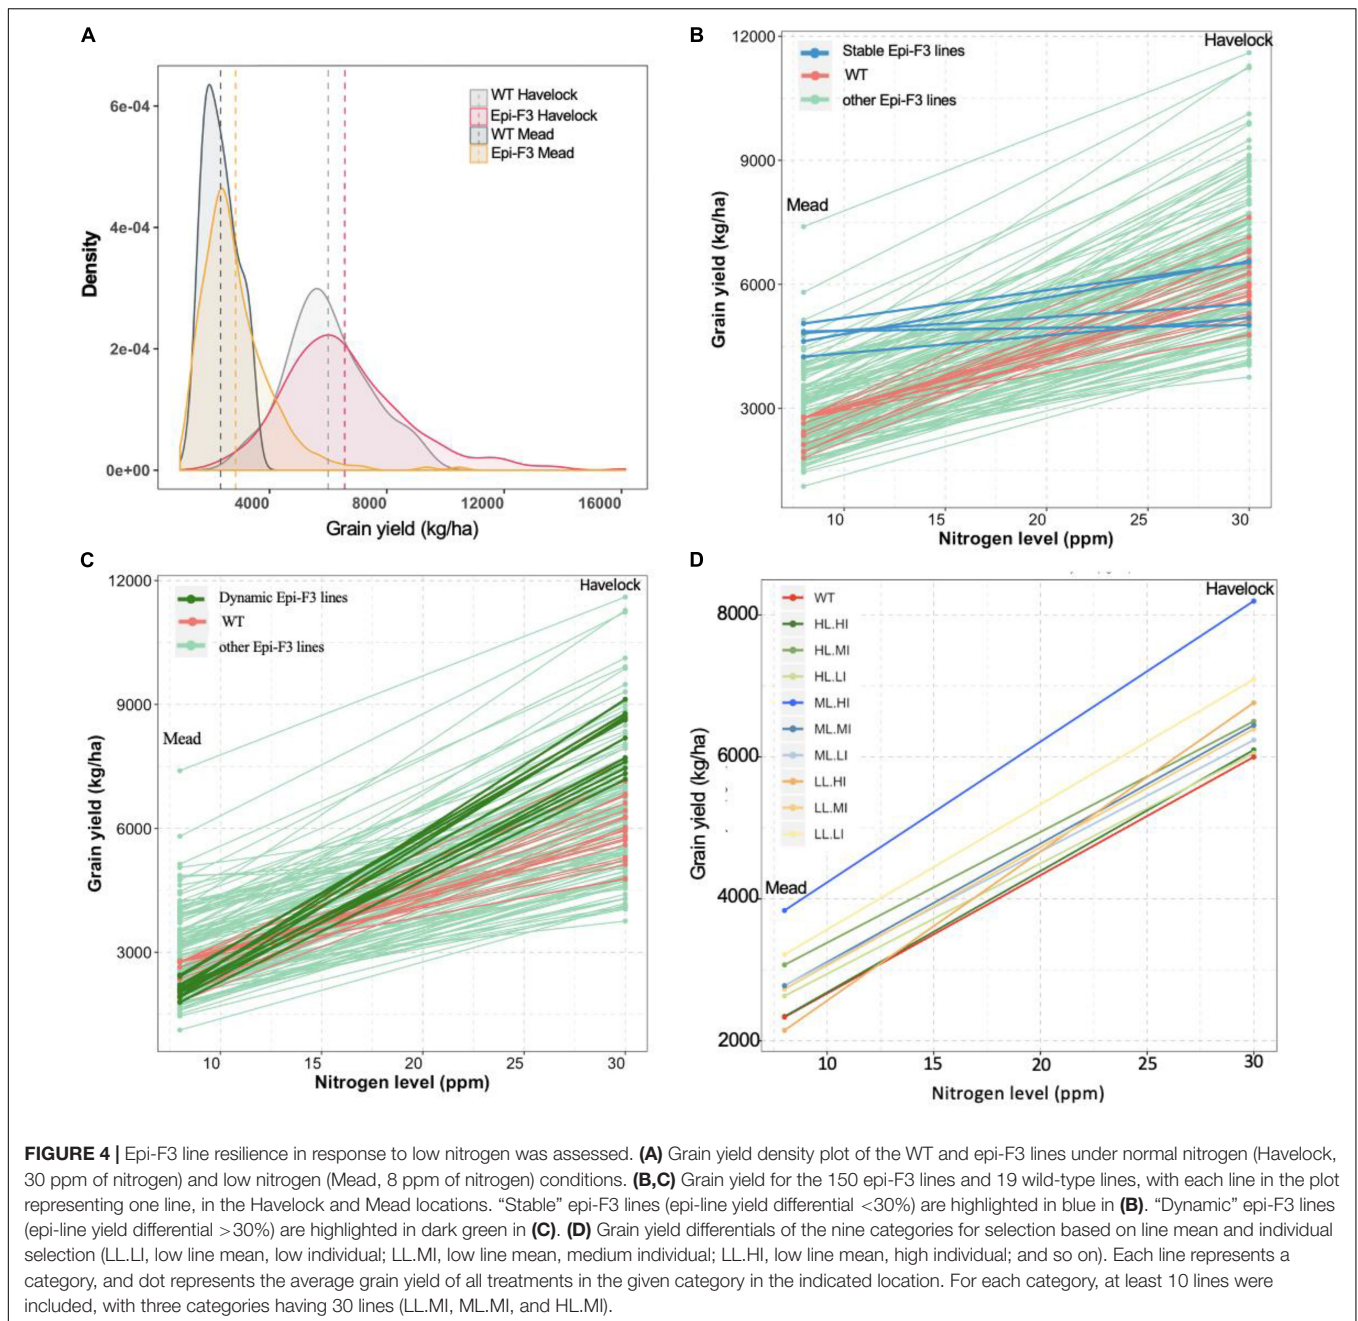 A
6e-04
4e-04
2e-04
0e+00
Density
WT Havelock
Epi-F3 Havelock
WT Mead
Epi-F3 Mead
4000
8000
12000
16000
Grain yield (kg/ha)
B
12000
9000
6000
3000
Grain yield (kg/ha)
Stable Epi-F3 lines
WT
other Epi-F3 lines
Havelock
Mead
10
15
20
25
30
Nitrogen level (ppm)
C
12000
9000
6000
3000
Grain yield (kg/ha)
Dynamic Epi-F3 lines
WT
other Epi-F3 lines
Havelock
Mead
10
15
20
25
30
Nitrogen level (ppm)
D
8000
6000
4000
2000
Grain yield (kg/ha)
WT
HL.HI
HL.MI
HL.LI
ML.HI
ML.MI
ML.LI
LL.HI
LL.MI
LL.LI
Havelock
Mead
10
15
20
25
30
Nitrogen level (ppm)
FIGURE 4 | Epi-F3 line resilience in response to low nitrogen was assessed. (A) Grain yield density plot of the WT and epi-F3 lines under normal nitrogen (Havelock,
30 ppm of nitrogen) and low nitrogen (Mead, 8 ppm of nitrogen) conditions. (B,C) Grain yield for the 150 epi-F3 lines and 19 wild-type lines, with each line in the plot
representing one line, in the Havelock and Mead locations. “Stable” epi-F3 lines (epi-line yield differential <30%) are highlighted in blue in (B). “Dynamic” epi-F3 lines
(epi-line yield differential >30%) are highlighted in dark green in (C). (D) Grain yield differentials of the nine categories for selection based on line mean and individual
selection (LL.LI, low line mean, low individual; LL.MI, low line mean, medium individual; LL.HI, low line mean, high individual; and so on). Each line represents a
category, and dot represents the average grain yield of all treatments in the given category in the indicated location. For each category, at least 10 lines were
included, with three categories having 30 lines (LL.MI, ML.MI, and HL.MI).